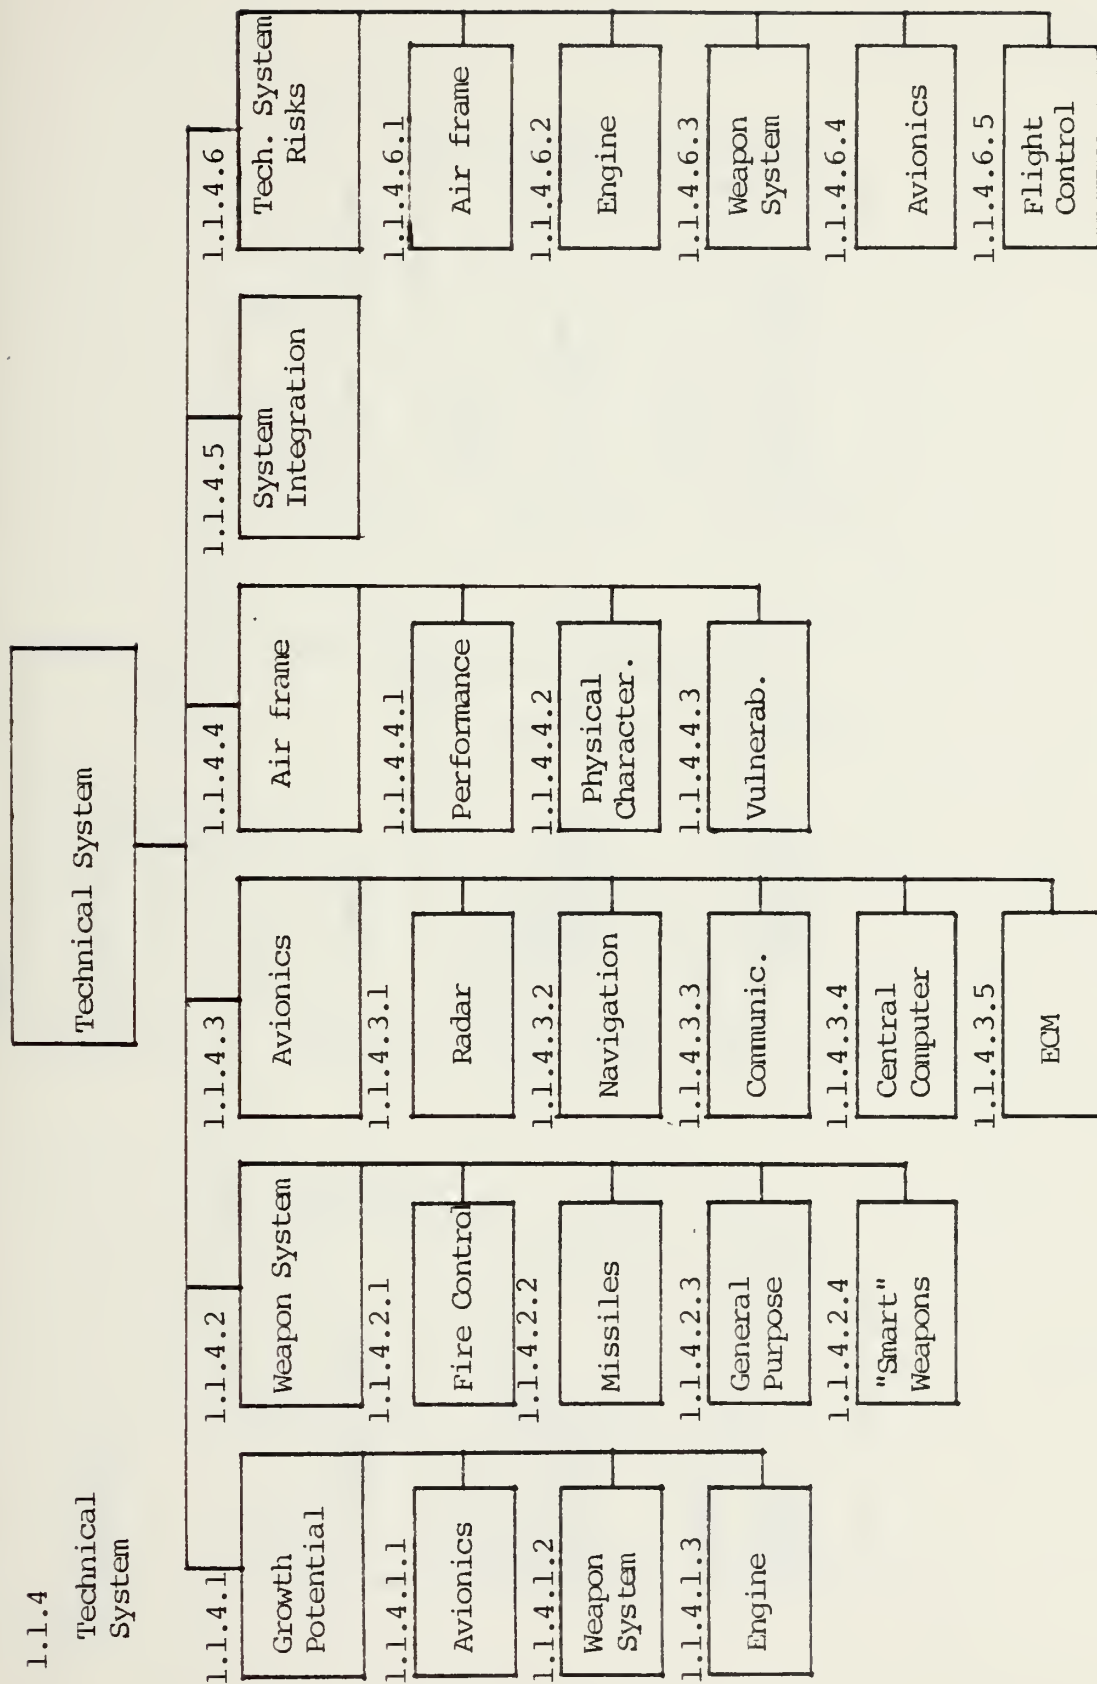 1.1.4
Technical
System
Technical System
1.1.4.1
Growth
Potential
1.1.4.1.1
Avionics
1.1.4.1.2
Weapon
System
1.1.4.1.3
Engine
1.1.4.2
Weapon System
1.1.4.2.1
Fire Control
1.1.4.2.2
Missiles
1.1.4.2.3
General
Purpose
1.1.4.2.4
"Smart"
Weapons
1.1.4.3
Avionics
1.1.4.3.1
Radar
1.1.4.3.2
Navigation
1.1.4.3.3
Communic.
1.1.4.3.4
Central
Computer
1.1.4.3.5
ECM
1.1.4.4
Air frame
1.1.4.4.1
Performance
1.1.4.4.2
Physical
Character.
1.1.4.4.3
Vulnerab.
1.1.4.5
System
Integration
1.1.4.6
Tech. System
Risks
1.1.4.6.1
Air frame
1.1.4.6.2
Engine
1.1.4.6.3
Weapon
System
1.1.4.6.4
Avionics
1.1.4.6.5
Flight
Control